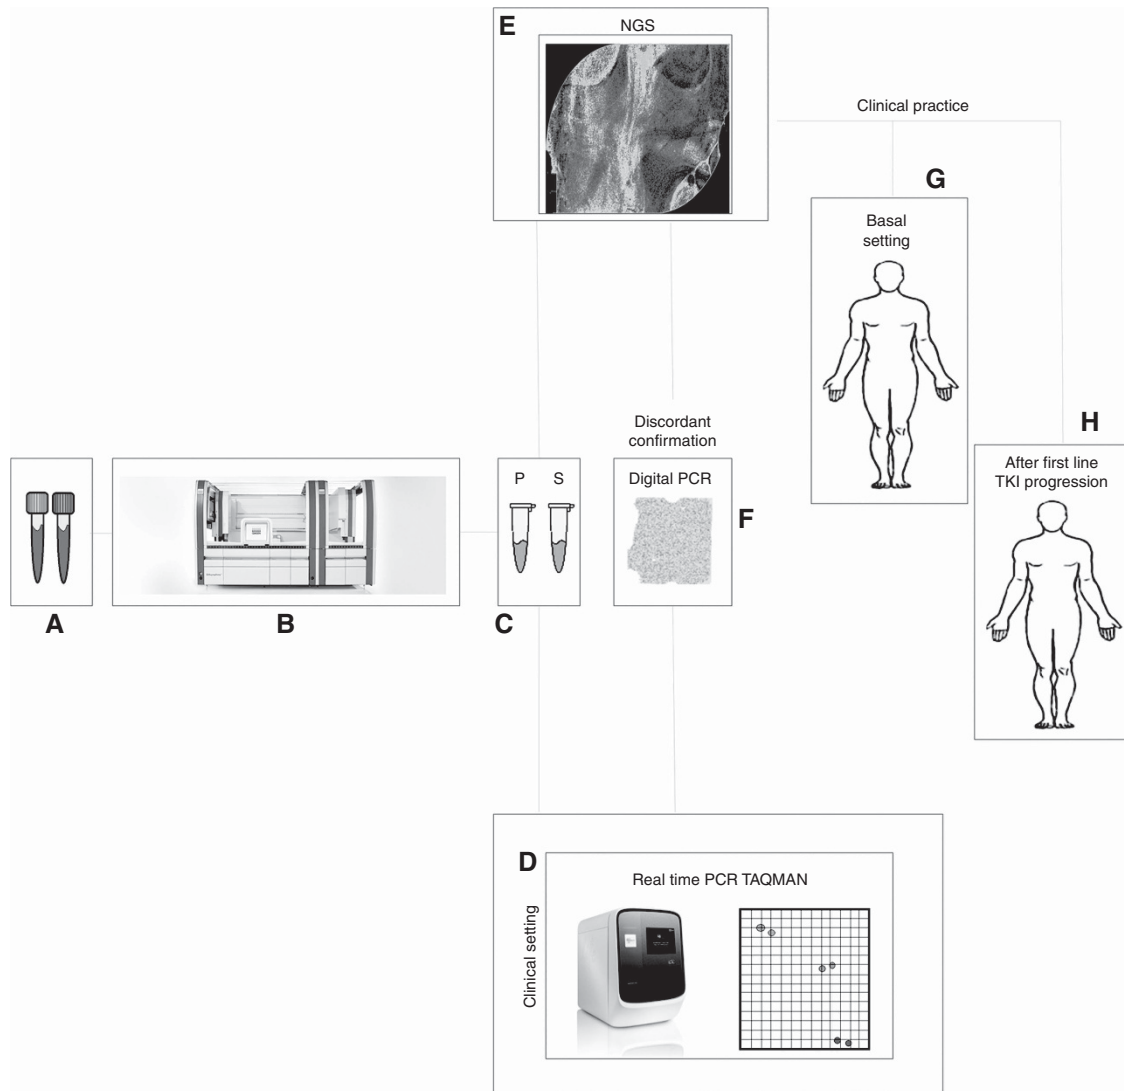 E
NGS
Clinical practice
G
Basal
setting
H
After first line
TKI progression
Discordant
confirmation
P S
Digital PCR
F
A
B
C
D
Real time PCR TAQMAN
Clinical setting